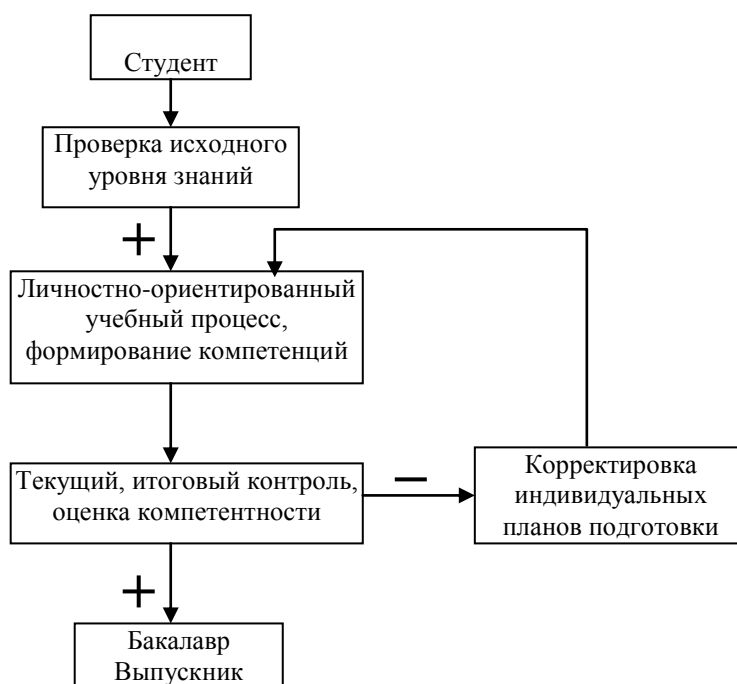 Студент
Проверка исходного
уровня знаний
+
Личностно-ориентированный
учебный процесс,
формирование компетенций
Текущий, итоговый контроль,
оценка компетентности
–
Корректировка
индивидуальных
планов подготовки
+
Бакалавр
Выпускник